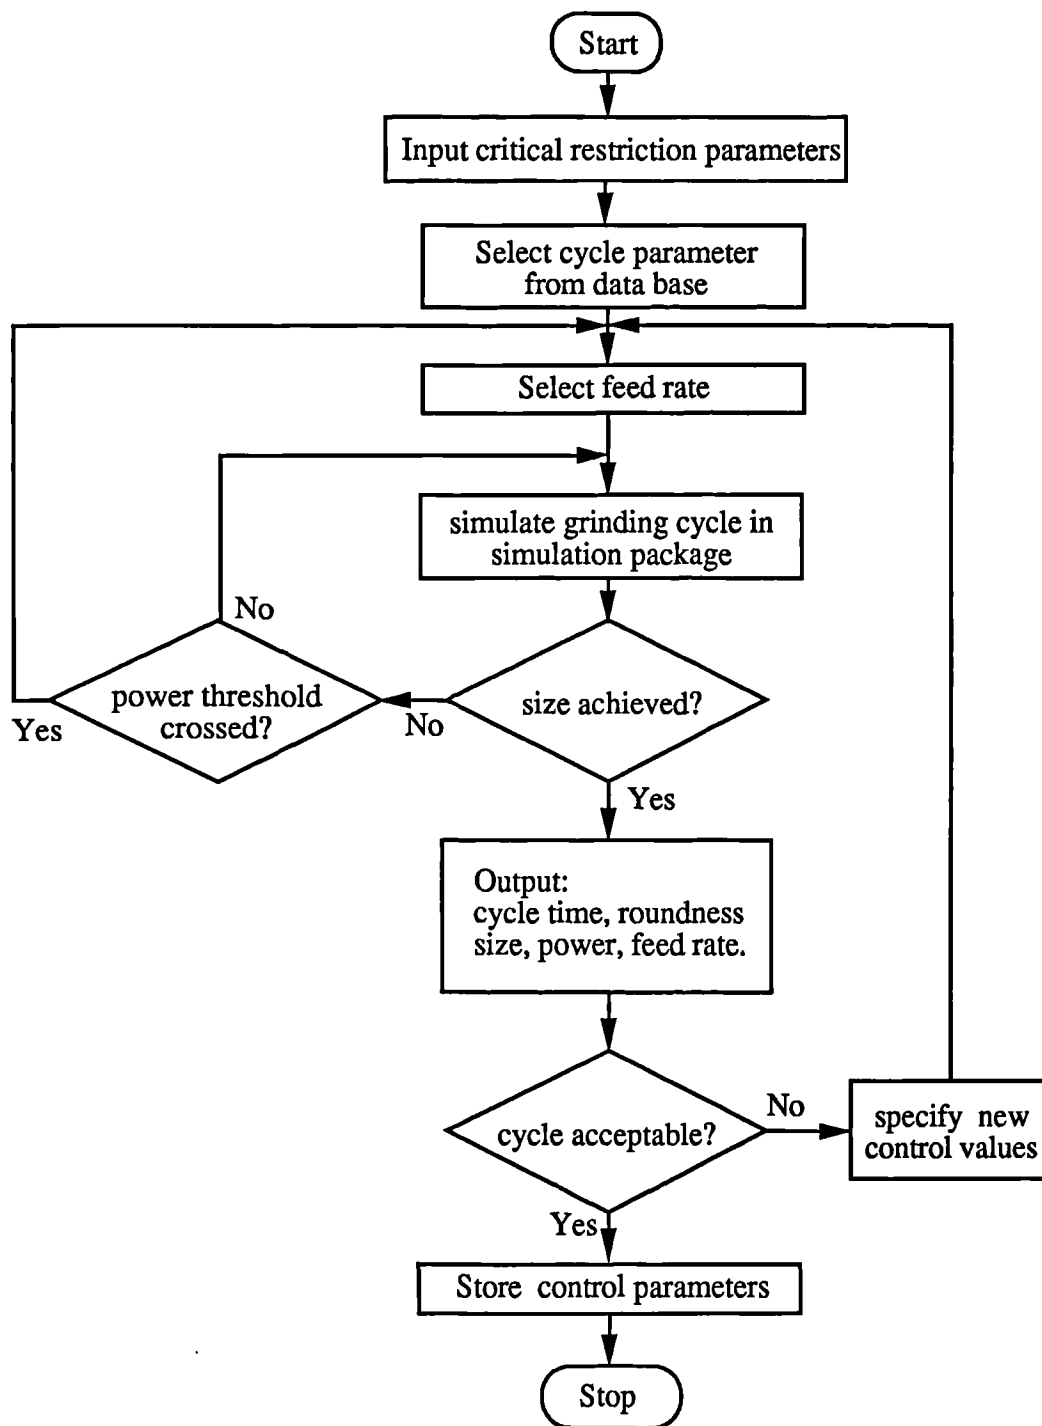 Start
Input critical restriction parameters
Select cycle parameter
from data base
Select feed rate
simulate grinding cycle in
simulation package
No
power threshold
crossed?
Yes
No
size achieved?
Yes
Output:
cycle time, roundness
size, power, feed rate.
cycle acceptable?
No
specify new
control values
Yes
Store control parameters
Stop